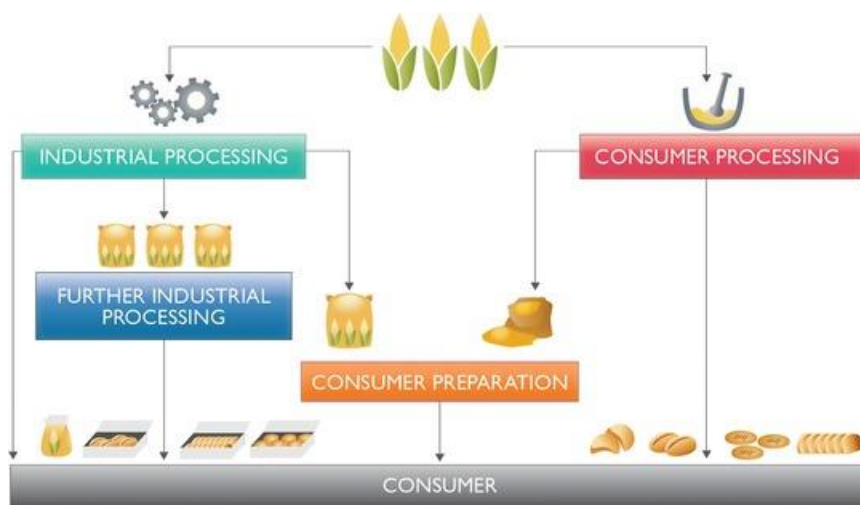 INDUSTRIAL PROCESSING
CONSUMER PROCESSING
FURTHER INDUSTRIAL
PROCESSING
CONSUMER PREPARATION
CONSUMER